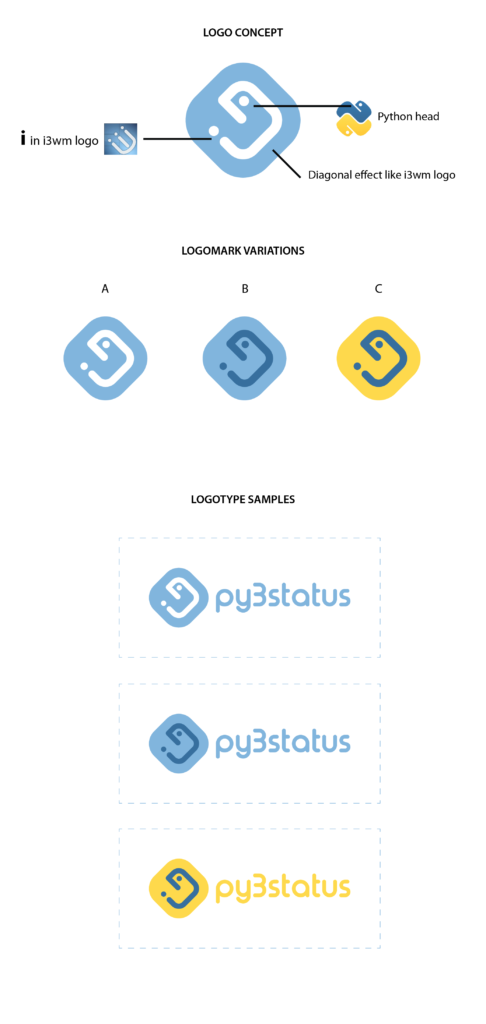 LOGO CONCEPT
Python head
i in i3wm logo
Diagonal effect like i3wm logo
LOGOMARK VARIATIONS
A B C
LOGOTYPE SAMPLES
py3status
py3status
py3status